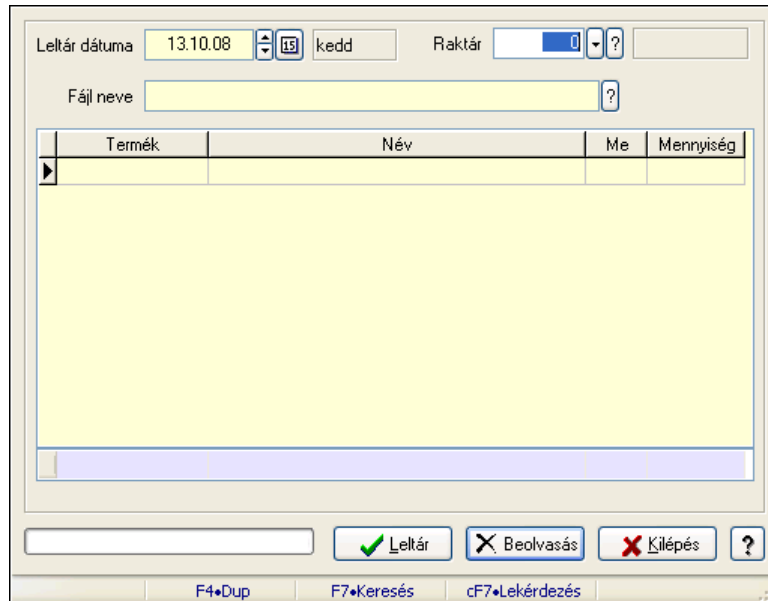 Leltár dátuma 13.10.08 15 kedd Raktár 0 ?
Fájl neve ?
Termék Név Me Mennyiség
Leltár Beolvasás Kilépés ?
F4•Dup F7•Keresés cF7•Lekérdezés